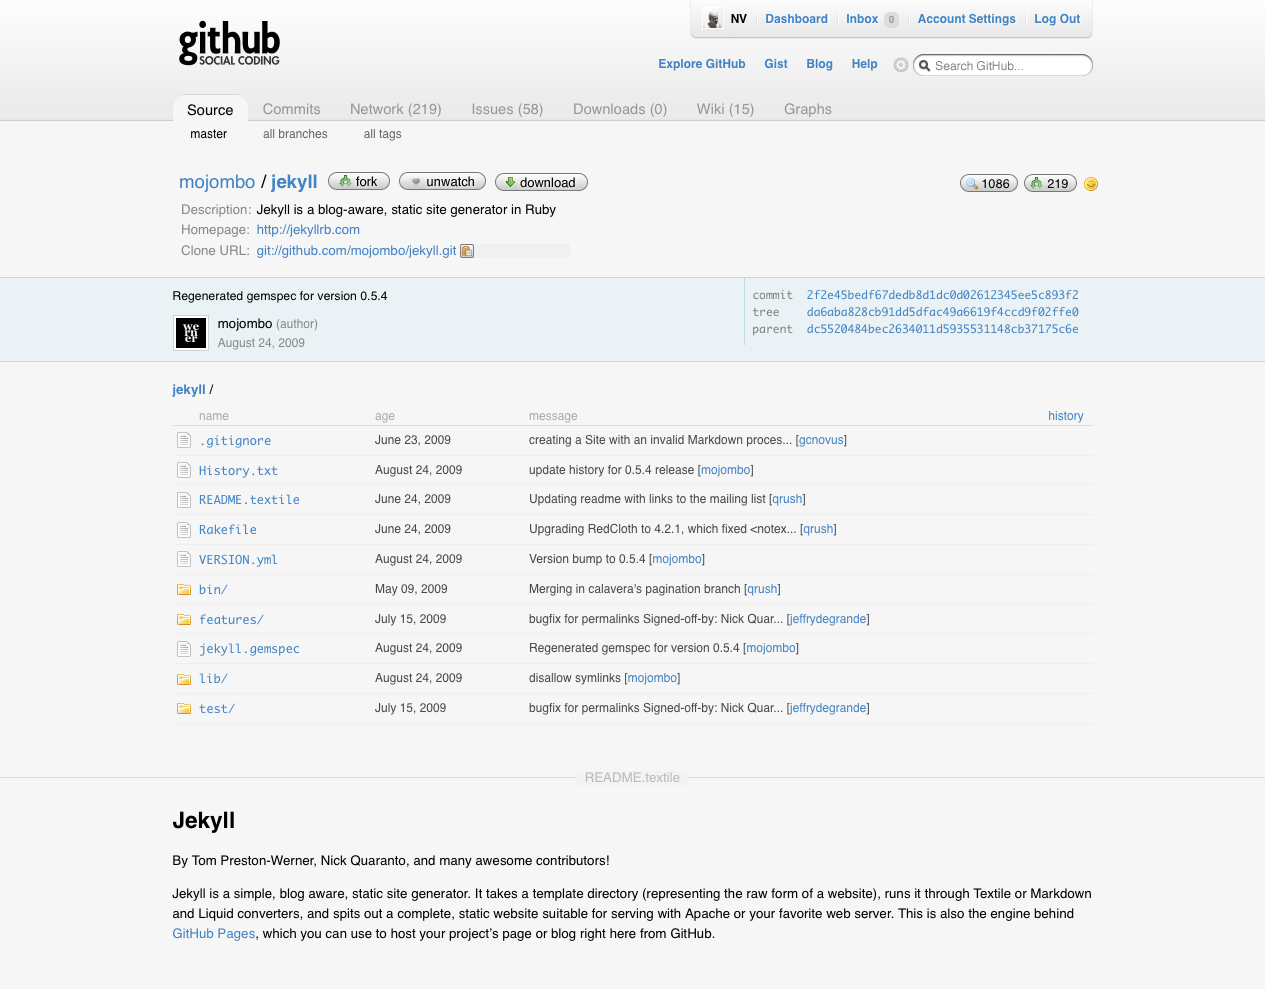 github
SOCIAL CODING
NV Dashboard Inbox 0 Account Settings Log Out
Explore GitHub Gist Blog Help Search GitHub...
Source Commits Network (219) Issues (58) Downloads (0) Wiki (15) Graphs
master all branches all tags
mojombo / jekyll fork unwatch download 1086 219
Description: Jekyll is a blog-aware, static site generator in Ruby
Homepage: http://jekyllrb.com
Clone URL: git://github.com/mojombo/jekyll.git
Regenerated gemspec for version 0.5.4
we
rn
er
mojombo (author)
August 24, 2009
commit 2f2e45bedf67dedb8d1dc0d02612345ee5c893f2
tree da6aba828cb91dd5dfac49a6619f4ccd9f02ffe0
parent dc5520484bec2634011d5935531148cb37175c6e
jekyll /
name age message history
.gitignore June 23, 2009 creating a Site with an invalid Markdown proces... [gcnovus]
History.txt August 24, 2009 update history for 0.5.4 release [mojombo]
README.textile June 24, 2009 Updating readme with links to the mailing list [qrush]
Rakefile June 24, 2009 Upgrading RedCloth to 4.2.1, which fixed <notex... [qrush]
VERSION.yml August 24, 2009 Version bump to 0.5.4 [mojombo]
bin/ May 09, 2009 Merging in calavera's pagination branch [qrush]
features/ July 15, 2009 bugfix for permalinks Signed-off-by: Nick Quar... [jeffrydegrande]
jekyll.gemspec August 24, 2009 Regenerated gemspec for version 0.5.4 [mojombo]
lib/ August 24, 2009 disallow symlinks [mojombo]
test/ July 15, 2009 bugfix for permalinks Signed-off-by: Nick Quar... [jeffrydegrande]
README.textile
Jekyll
By Tom Preston-Werner, Nick Quaranto, and many awesome contributors!
Jekyll is a simple, blog aware, static site generator. It takes a template directory (representing the raw form of a website), runs it through Textile or Markdown
and Liquid converters, and spits out a complete, static website suitable for serving with Apache or your favorite web server. This is also the engine behind
GitHub Pages, which you can use to host your project’s page or blog right here from GitHub.